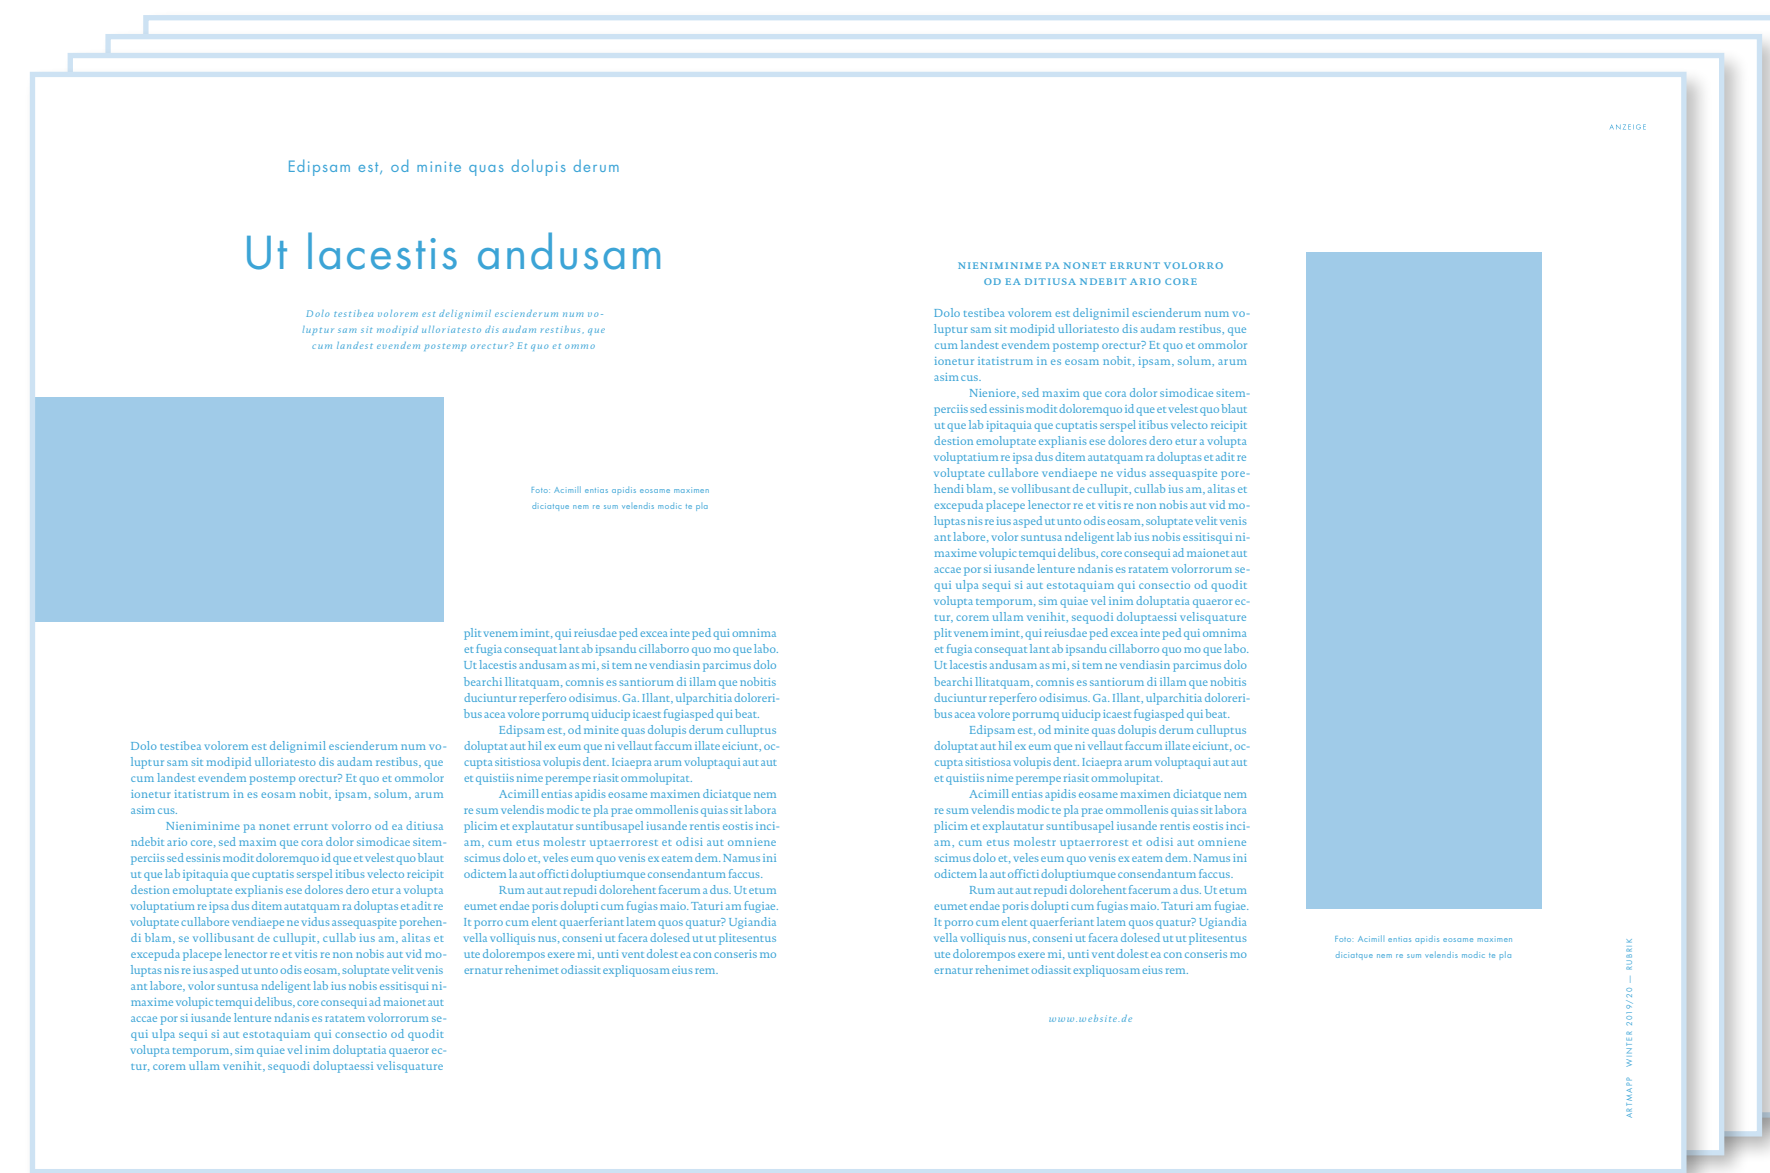 ANZEIGE
Edipsam est, od minite quas dolupis derum
Ut lacestis andusam
Dolo testibea volorem est delignimil escienderum num vo-
luptur sam sit modipid ulloriatesto dis audam restibus, que
cum landest evendem postemp orectur? Et quo et ommo
Foto: Acimill entias apidis eosame maximen
diciatque nem re sum velendis modic te pla
Dolo testibea volorem est delignimil escienderum num vo-
luptur sam sit modipid ulloriatesto dis audam restibus, que
cum landest evendem postemp orectur? Et quo et ommolor
ionetur itatistrum in es eosam nobit, ipsam, solum, arum
asim cus.
Nieniminime pa nonet errunt volorro od ea ditiusa
ndebit ario core, sed maxim que cora dolor simodicae sitem-
perciis sed essinis modit doloremquo id que et velest quo blaut
ut que lab ipitaquia que cuptatis serspel itibus velecto reicipit
destion emoluptate explianis ese dolores dero etur a volupta
voluptatium re ipsa dus ditem autatquam ra doluptas et adit re
voluptate cullabore vendiaepe ne vidus assequaspite porehen-
di blam, se vollibusant de cullupit, cullab ius am, alitas et
excepuda placepe lenector re et vitis re non nobis aut vid mo-
luptas nis re ius asped ut unto odis eosam, soluptate velit venis
ant labore, volor suntusa ndeligent lab ius nobis essitisqui ni-
maxime volupic temqui delibus, core consequi ad maionet aut
accae por si iusande lenture ndanis es ratatem volorrorum se-
qui ulpa sequi si aut estotaquiam qui consectio od quodit
volupta temporum, sim quiae vel inim doluptatia quaeror ec-
tur, corem ullam venihit, sequodi doluptaessi velisquature
plit venem imint, qui reiusdae ped excea inte ped qui omnima
et fugia consequat lant ab ipsandu cillaborro quo mo que labo.
Ut lacestis andusam as mi, si tem ne vendiasin parcimus dolo
bearchi llitatquam, comnis es santiorum di illam que nobitis
duciuntur reperfero odisimus. Ga. Illant, ulparchitia doloreri-
bus acea volore porrumq uiducip icaest fugiasped qui beat.
Edipsam est, od minite quas dolupis derum culluptus
doluptat aut hil ex eum que ni vellaut faccum illate eiciunt, oc-
cupta sitistiosa volupis dent. Iciaepra arum voluptaqui aut aut
et quistiis nime perempe riasit ommolupitat.
Acimill entias apidis eosame maximen diciatque nem
re sum velendis modic te pla prae ommollenis quias sit labora
plicim et explautatur suntibusapel iusande rentis eostis inci-
am, cum etus molestr uptaerrorest et odisi aut omniene
scimus dolo et, veles eum quo venis ex eatem dem. Namus ini
odictem la aut officti doluptiumque consendantum faccus.
Rum aut aut repudi dolorehent facerum a dus. Ut etum
eumet endae poris dolupti cum fugias maio. Taturi am fugiae.
It porro cum elent quaerferiant latem quos quatur? Ugiandia
vella volliquis nus, conseni ut facera dolesed ut ut plitesentus
ute dolorempos exere mi, unti vent dolest ea con conseris mo
ernatur rehenimet odiassit expliquosam eius rem.
NIENIMINIME PA NONET ERRUNT VOLORRO
OD EA DITIUSA NDEBIT ARIO CORE
Dolo testibea volorem est delignimil escienderum num vo-
luptur sam sit modipid ulloriatesto dis audam restibus, que
cum landest evendem postemp orectur? Et quo et ommolor
ionetur itatistrum in es eosam nobit, ipsam, solum, arum
asim cus.
Nieniore, sed maxim que cora dolor simodicae sitem-
perciis sed essinis modit doloremquo id que et velest quo blaut
ut que lab ipitaquia que cuptatis serspel itibus velecto reicipit
destion emoluptate explianis ese dolores dero etur a volupta
voluptatium re ipsa dus ditem autatquam ra doluptas et adit re
voluptate cullabore vendiaepe ne vidus assequaspite pore-
hendi blam, se vollibusant de cullupit, cullab ius am, alitas et
excepuda placepe lenector re et vitis re non nobis aut vid mo-
luptas nis re ius asped ut unto odis eosam, soluptate velit venis
ant labore, volor suntusa ndeligent lab ius nobis essitisqui ni-
maxime volupic temqui delibus, core consequi ad maionet aut
accae por si iusande lenture ndanis es ratatem volorrorum se-
qui ulpa sequi si aut estotaquiam qui consectio od quodit
volupta temporum, sim quiae vel inim doluptatia quaeror ec-
tur, corem ullam venihit, sequodi doluptaessi velisquature
plit venem imint, qui reiusdae ped excea inte ped qui omnima
et fugia consequat lant ab ipsandu cillaborro quo mo que labo.
Ut lacestis andusam as mi, si tem ne vendiasin parcimus dolo
bearchi llitatquam, comnis es santiorum di illam que nobitis
duciuntur reperfero odisimus. Ga. Illant, ulparchitia doloreri-
bus acea volore porrumq uiducip icaest fugiasped qui beat.
Edipsam est, od minite quas dolupis derum culluptus
doluptat aut hil ex eum que ni vellaut faccum illate eiciunt, oc-
cupta sitistiosa volupis dent. Iciaepra arum voluptaqui aut aut
et quistiis nime perempe riasit ommolupitat.
Acimill entias apidis eosame maximen diciatque nem
re sum velendis modic te pla prae ommollenis quias sit labora
plicim et explautatur suntibusapel iusande rentis eostis inci-
am, cum etus molestr uptaerrorest et odisi aut omniene
scimus dolo et, veles eum quo venis ex eatem dem. Namus ini
odictem la aut officti doluptiumque consendantum faccus.
Rum aut aut repudi dolorehent facerum a dus. Ut etum
eumet endae poris dolupti cum fugias maio. Taturi am fugiae.
It porro cum elent quaerferiant latem quos quatur? Ugiandia
vella volliquis nus, conseni ut facera dolesed ut ut plitesentus
ute dolorempos exere mi, unti vent dolest ea con conseris mo
ernatur rehenimet odiassit expliquosam eius rem.
www.website.de
Foto: Acimill entias apidis eosame maximen
diciatque nem re sum velendis modic te pla
ARTMAPP WINTER 2019/20 — RUBRIK